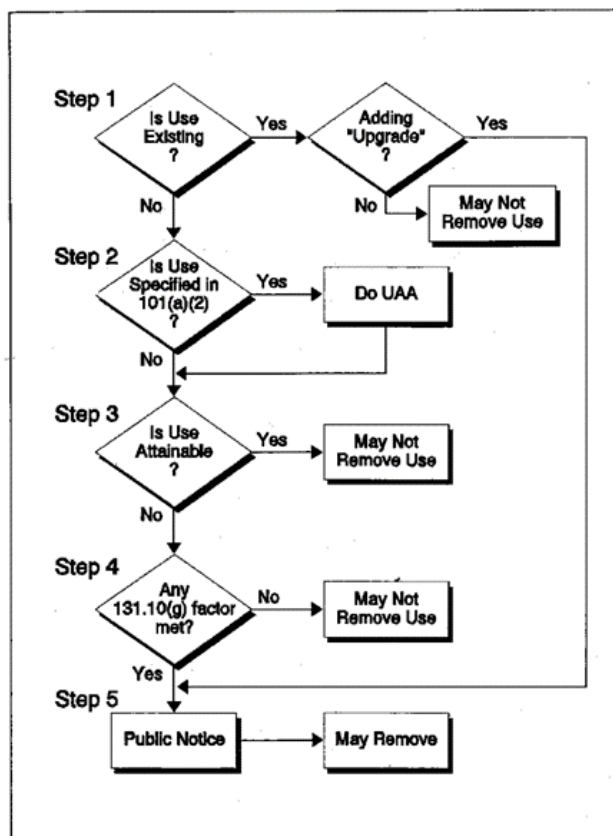 Step 1
Is Use
Existing
?
Yes
Adding
"Upgrade"
?
Yes
No
No
May Not
Remove Use
Step 2
Is Use
Specified in
101(a)(2)
?
Yes
Do UAA
No
Step 3
Is Use
Attainable
?
Yes
May Not
Remove Use
No
Step 4
Any
131.10(g) factor
met?
No
May Not
Remove Use
Yes
Step 5
Public Notice
May Remove